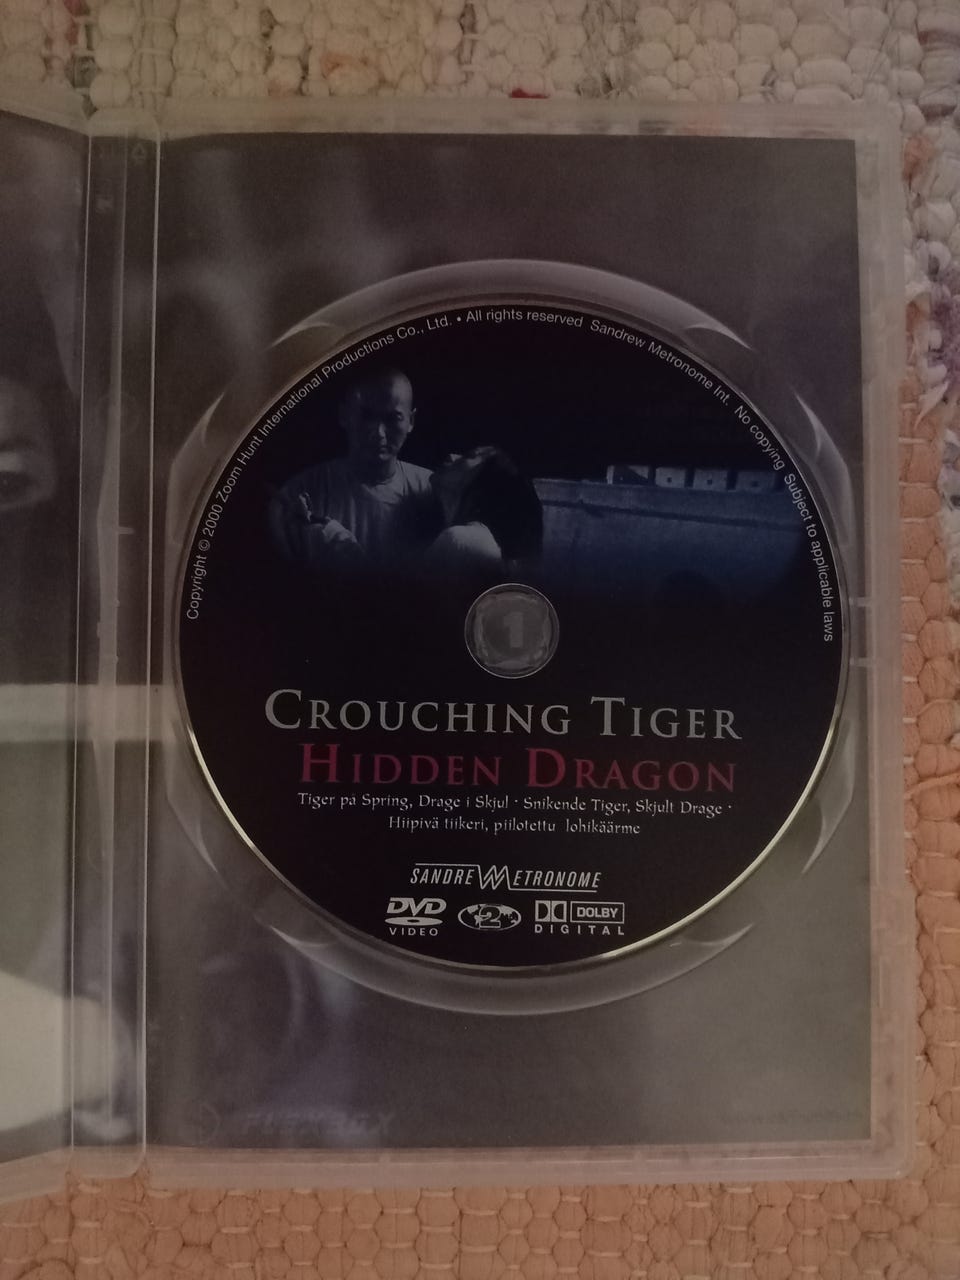 Copyright © 2000 Zoom Hunt International Productions Co., Ltd. • All rights reserved Sandrew Metronome Int. No copying Subject to applicable laws
1
CROUCHING TIGER
HIDDEN DRAGON
Tiger på Spring, Drage i Skjul · Snikende Tiger, Skjult Drage ·
Hiipivä tiikeri, piilotettu lohikäärme
SANDREW METRONOME
DVD 2 DOLBY
VIDEO DIGITAL
FLEXBOX